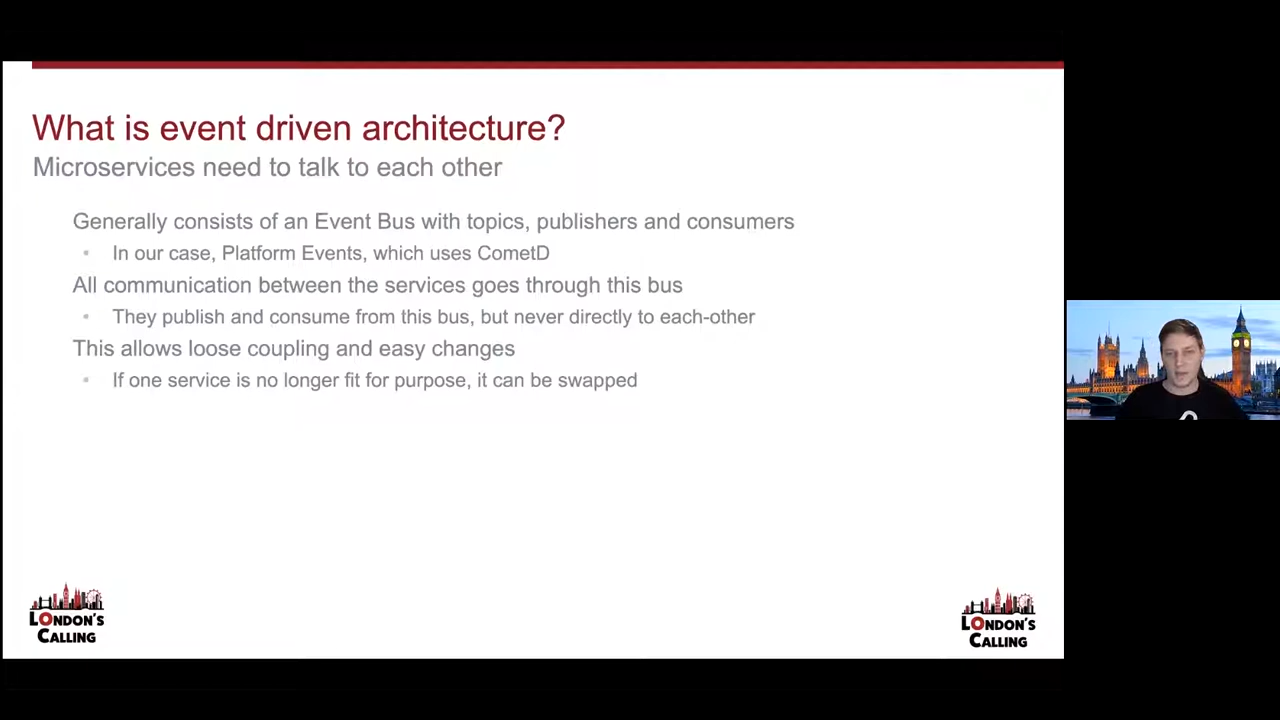 What is event driven architecture?
Microservices need to talk to each other
Generally consists of an Event Bus with topics, publishers and consumers
• In our case, Platform Events, which uses CometD
All communication between the services goes through this bus
• They publish and consume from this bus, but never directly to each-other
This allows loose coupling and easy changes
• If one service is no longer fit for purpose, it can be swapped
LONDON'S
CALLING
LONDON'S
CALLING